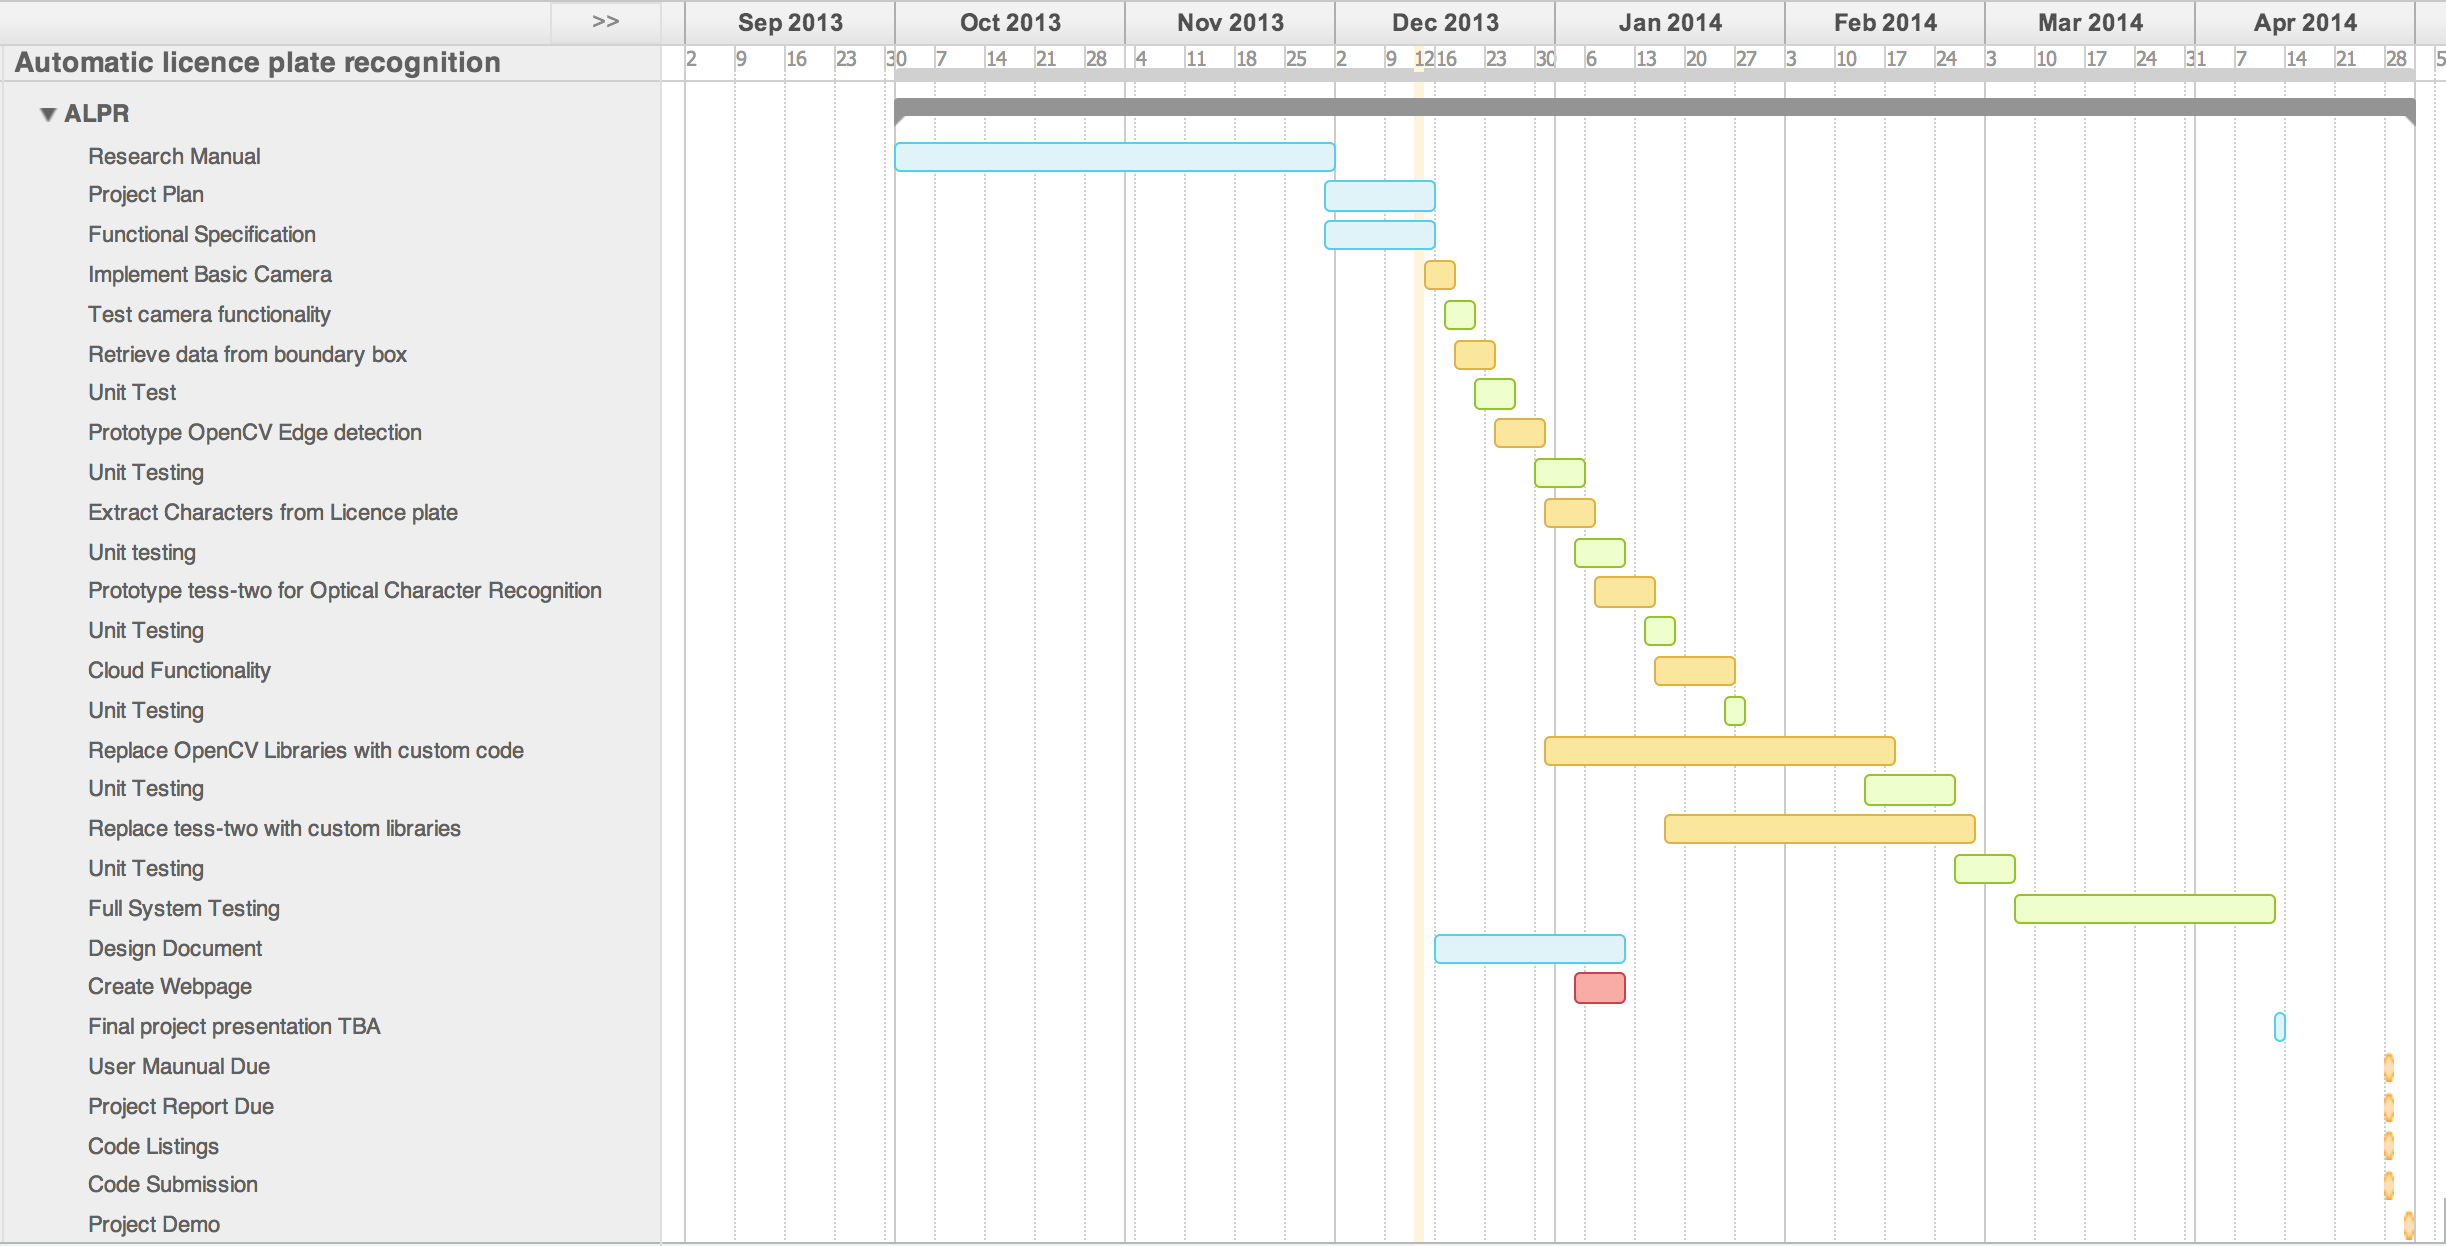 >> Sep 2013 Oct 2013 Nov 2013 Dec 2013 Jan 2014 Feb 2014 Mar 2014 Apr 2014
Automatic licence plate recognition 2 9 16 23 30 7 14 21 28 4 11 18 25 2 9 12 16 23 30 6 13 20 27 3 10 17 24 3 10 17 24 31 7 14 21 28 5
ALPR
Research Manual
Project Plan
Functional Specification
Implement Basic Camera
Test camera functionality
Retrieve data from boundary box
Unit Test
Prototype OpenCV Edge detection
Unit Testing
Extract Characters from Licence plate
Unit testing
Prototype tess-two for Optical Character Recognition
Unit Testing
Cloud Functionality
Unit Testing
Replace OpenCV Libraries with custom code
Unit Testing
Replace tess-two with custom libraries
Unit Testing
Full System Testing
Design Document
Create Webpage
Final project presentation TBA
User Maunual Due
Project Report Due
Code Listings
Code Submission
Project Demo